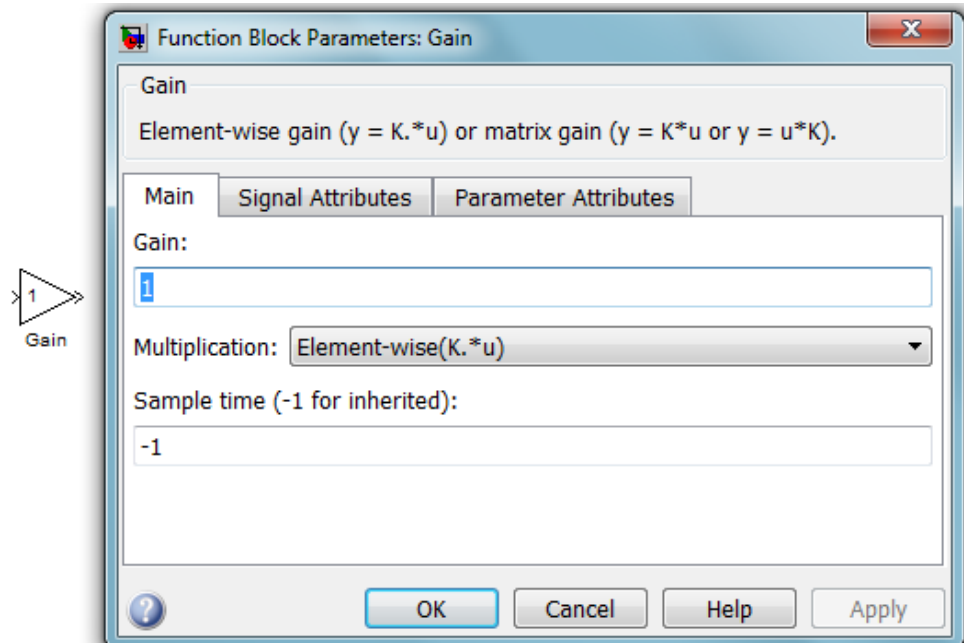 Function Block Parameters: Gain
Gain
Element-wise gain (y = K.*u) or matrix gain (y = K*u or y = u*K).
Main Signal Attributes Parameter Attributes
Gain:
1
1
Gain
Multiplication: Element-wise(K.*u)
Sample time (-1 for inherited):
-1
? OK Cancel Help Apply